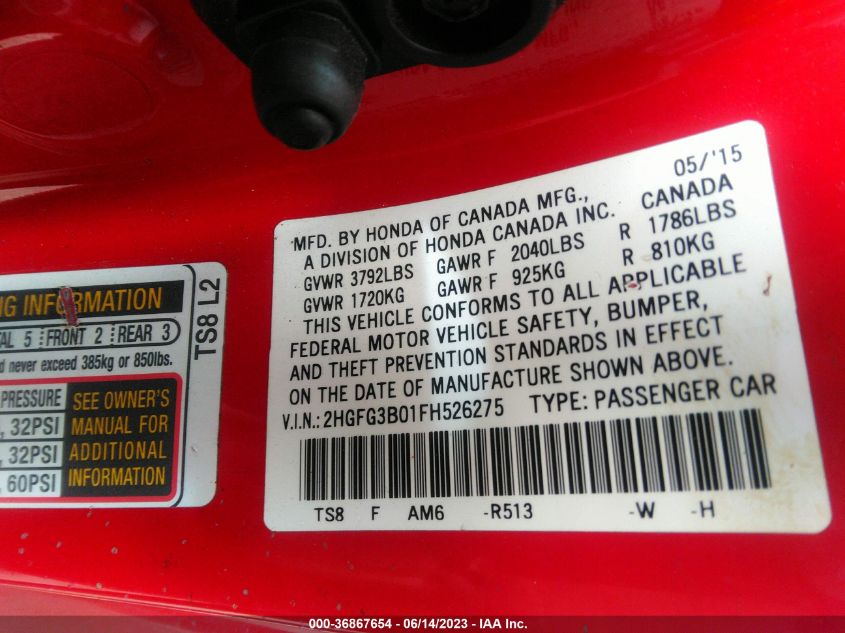 NG INFORMATION
TAL 5 FRONT 2 REAR 3
d never exceed 385kg or 850lbs.
PRESSURE
, 32PSI
, 32PSI
, 60PSI
SEE OWNER'S
MANUAL FOR
ADDITIONAL
INFORMATION
TS8 L2
MFD. BY HONDA OF CANADA MFG., 05/'15
A DIVISION OF HONDA CANADA INC. CANADA
GVWR 3792LBS GAWR F 2040LBS R 1786LBS
GVWR 1720KG GAWR F 925KG R 810KG
THIS VEHICLE CONFORMS TO ALL APPLICABLE
FEDERAL MOTOR VEHICLE SAFETY, BUMPER,
AND THEFT PREVENTION STANDARDS IN EFFECT
ON THE DATE OF MANUFACTURE SHOWN ABOVE.
V.I.N.: 2HGFG3B01FH526275 TYPE: PASSENGER CAR
TS8 F AM6 -R513 -W -H
000-36867654 - 06/14/2023 - IAA Inc.